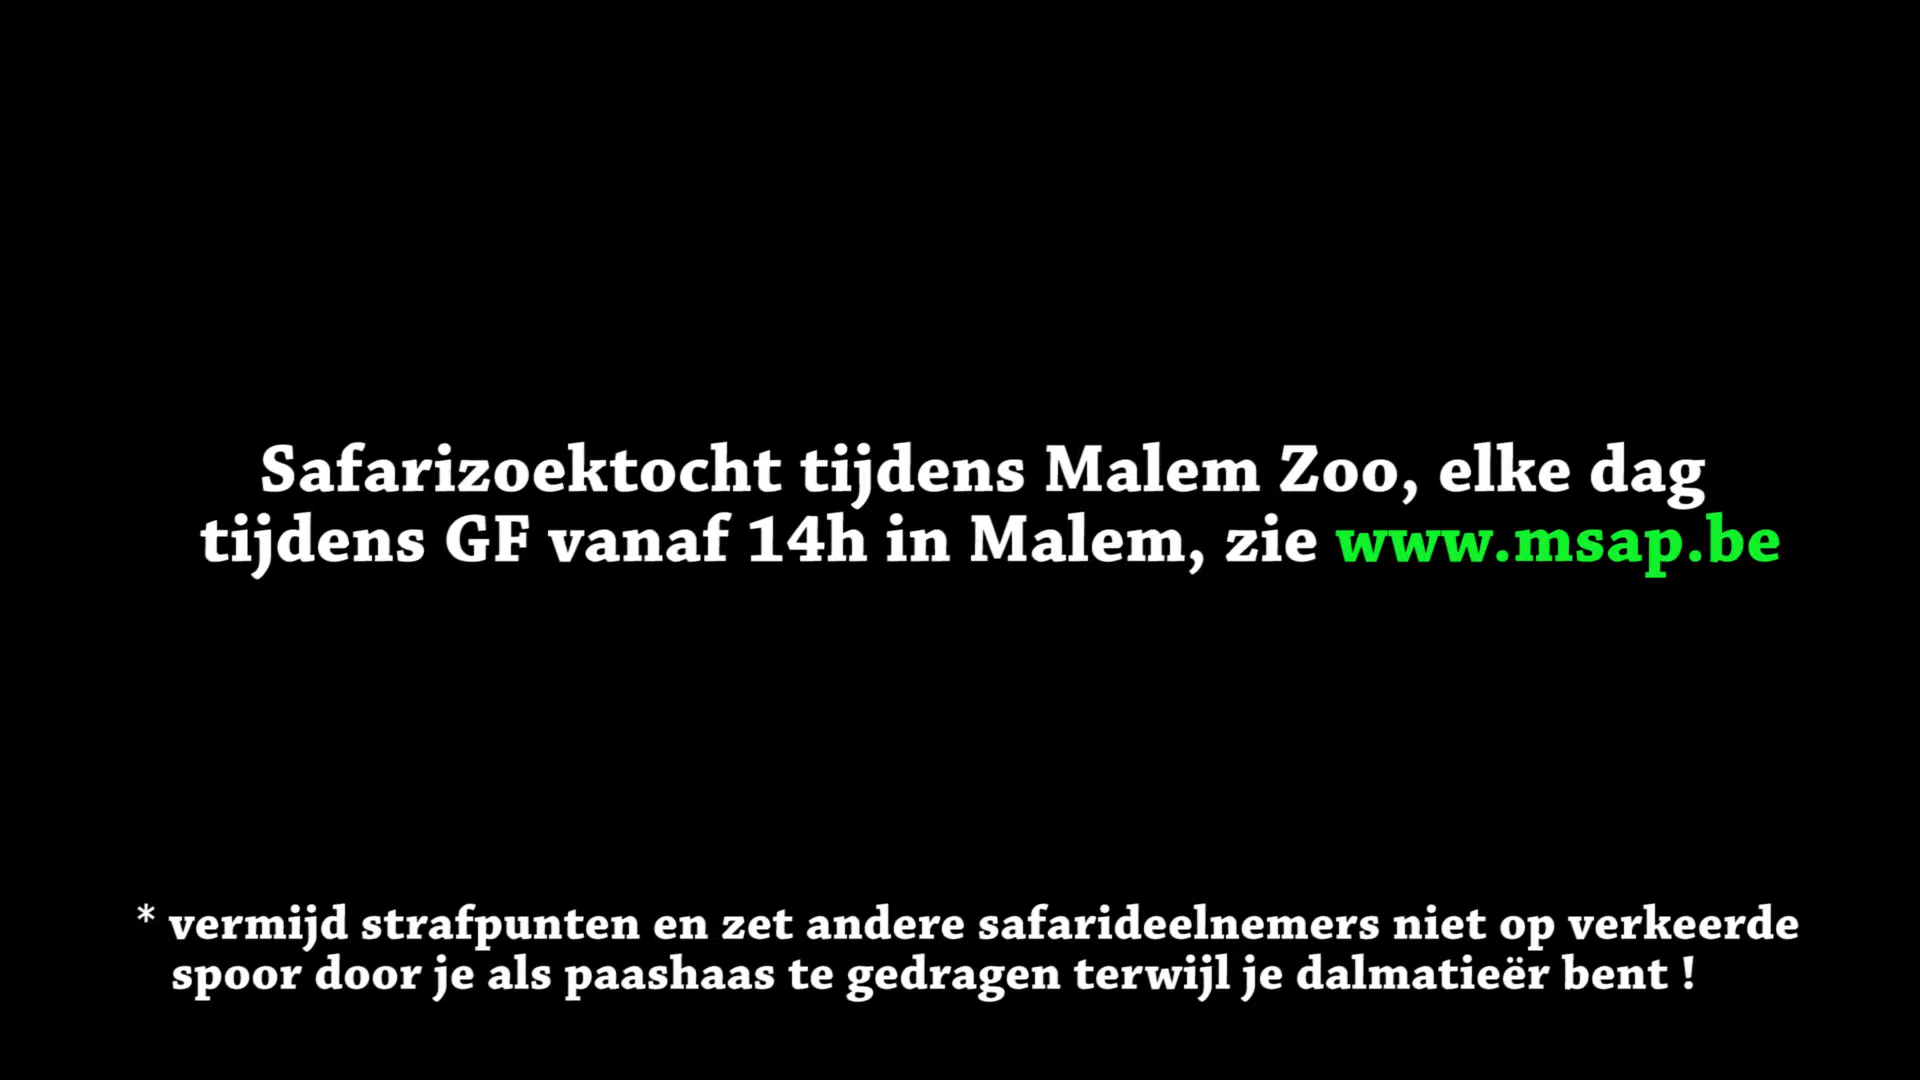 Safarizoektocht tijdens Malem Zoo, elke dag
tijdens GF vanaf 14h in Malem, zie www.msap.be
* vermijd strafpunten en zet andere safarideelnemers niet op verkeerde
spoor door je als paashaas te gedragen terwijl je dalmatieër bent !